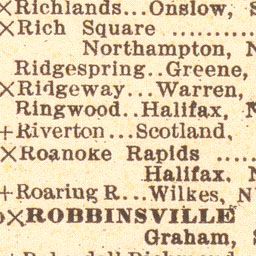 ×Richlands...Onslow, S
×Rich Square ..........
Northampton, N
Ridgespring..Greene,
×Ridgeway...Warren,
Ringwood..Halifax, N
+Riverton...Scotland,
×Roanoke Rapids .....
Halifax. N
+Roaring R...Wilkes, N
×ROBBINSVILLE
Graham, S